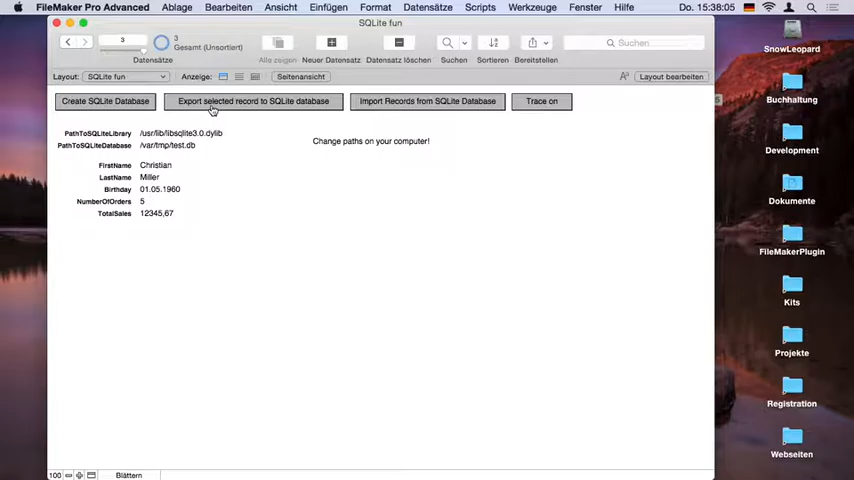 FileMaker Pro Advanced Ablage Bearbeiten Ansicht Einfügen Format Datensätze Scripts Werkzeuge Fenster Hilfe Do. 15:38:05
SQLite fun
3
3
Gesamt (Unsortiert)
Suchen
Datensätze Alle zeigen Neuer Datensatz Datensatz löschen Suchen Sortieren Bereitstellen
Layout: SQLite fun Anzeige: Seitenansicht Layout bearbeiten
Create SQLite Database Export selected record to SQLite database Import Records from SQLite Database Trace on
PathToSQLiteLibrary /usr/lib/libsqlite3.0.dylib
PathToSQLiteDatabase /var/tmp/test.db
Change paths on your computer!
FirstName Christian
LastName Miller
Birthday 01.05.1960
NumberOfOrders 5
TotalSales 12345,67
100 Blättern
SnowLeopard
Buchhaltung
Development
Dokumente
FileMakerPlugin
Kits
Projekte
Registration
Webseiten